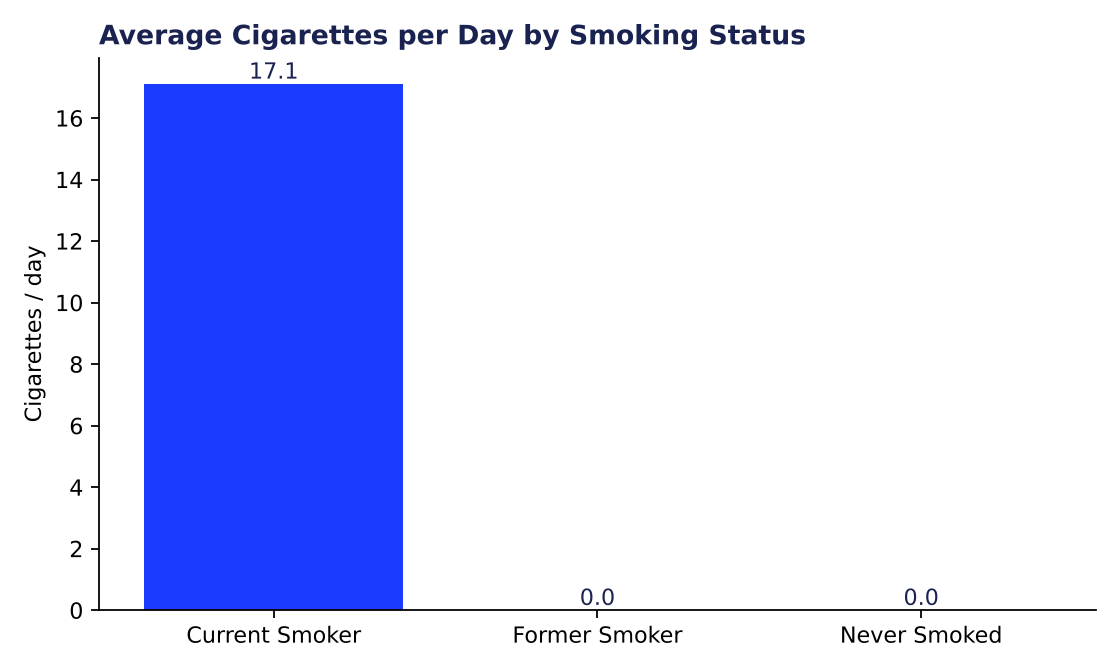 Average Cigarettes per Day by Smoking Status
17.1
16
14
12
10
8
6
4
2
0
Cigarettes / day
0.0
0.0
Current Smoker
Former Smoker
Never Smoked